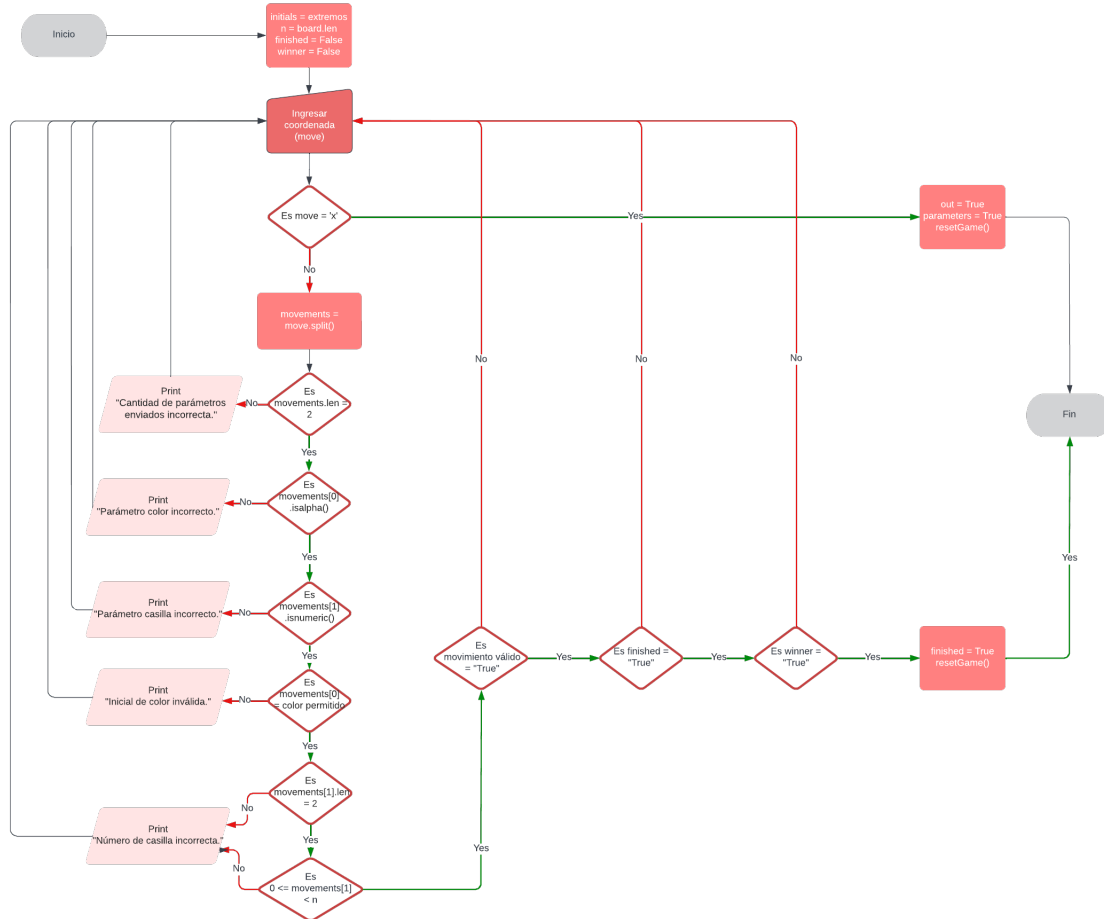 Inicio
initials = extremos
n = board.len
finished = False
winner = False
Ingresar
coordenada
(move)
Es move = 'x'
Yes
out = True
parameters = True
resetGame()
No
movements =
move.split()
No
No
No
Print
"Cantidad de parámetros
enviados incorrecta."
No
Es
movements.len =
2
Fin
Yes
Print
"Parámetro color incorrecto."
No
Es
movements[0]
.isalpha()
Yes
Yes
Print
"Parámetro casilla incorrecto."
No
Es
movements[1]
.isnumeric()
Yes
Es
movimiento válido
= "True"
Yes
Es finished =
"True"
Yes
Es winner =
"True"
Yes
finished = True
resetGame()
Print
"Inicial de color inválida."
No
Es
movements[0]
= color permitido
Yes
Es
movements[1].len
= 2
No
Print
"Número de casilla incorrecta."
Yes
Yes
No
Es
0 <= movements[1]
< n